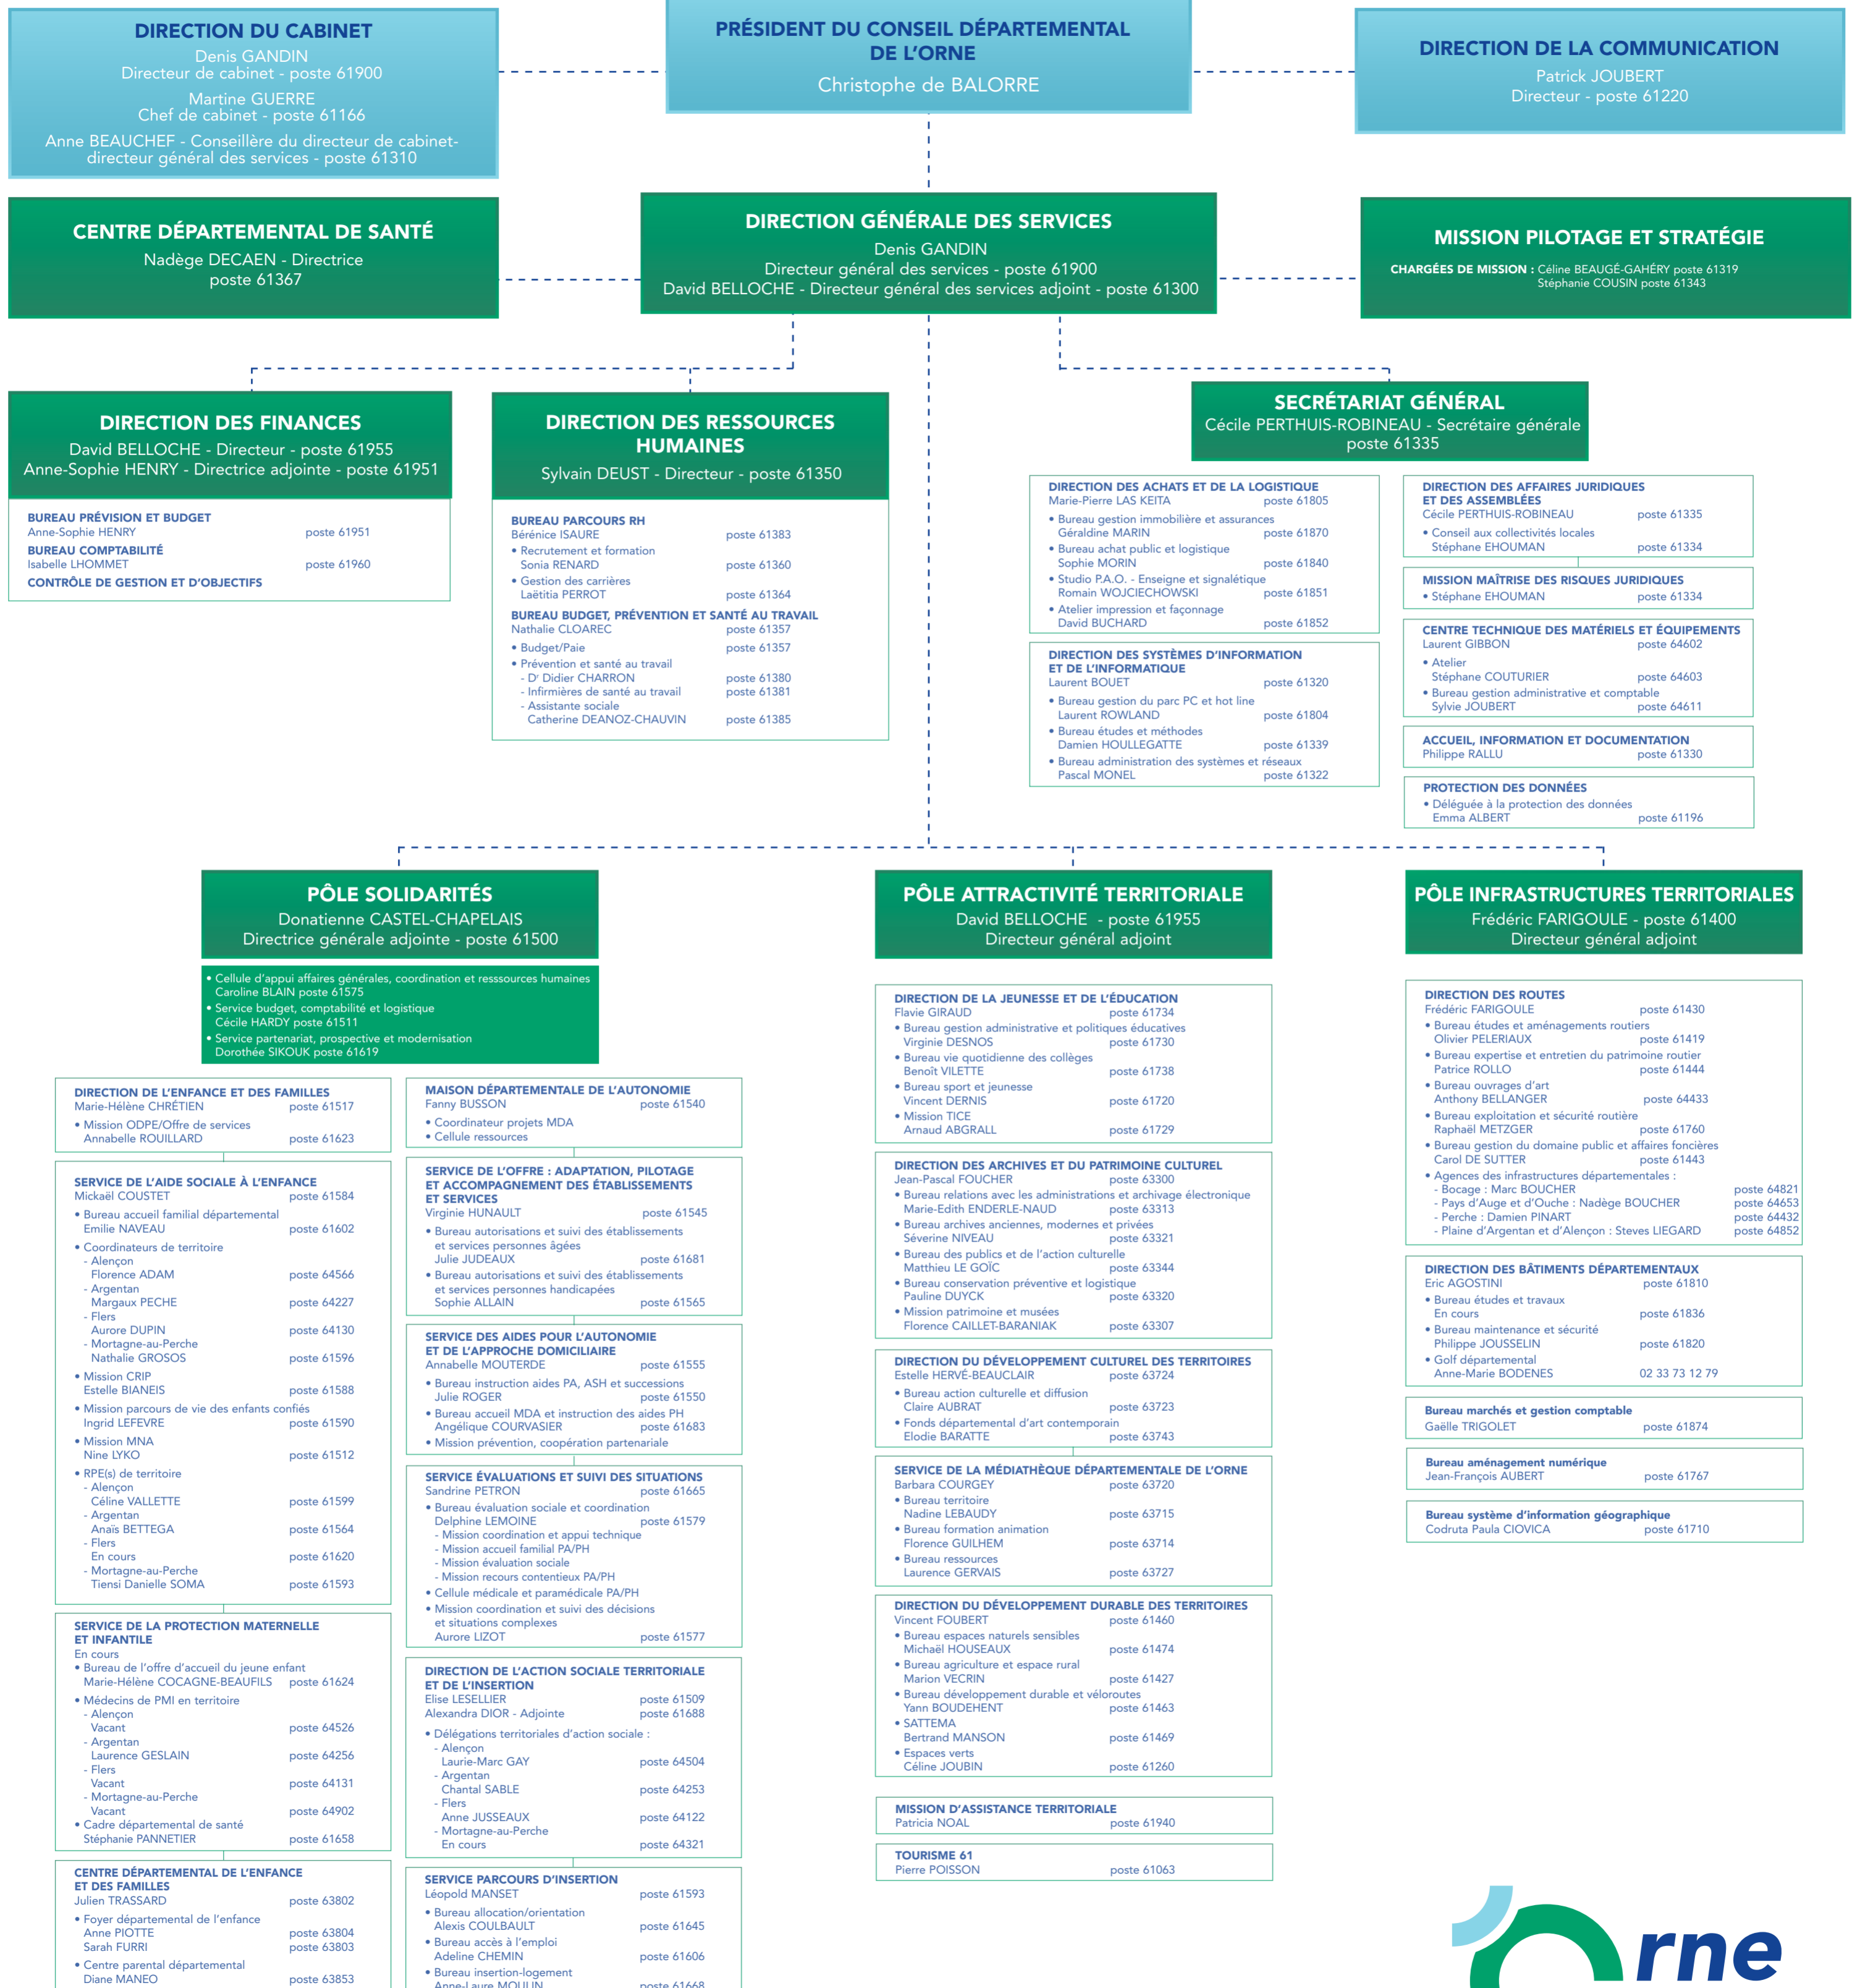 DIRECTION DU CABINET
Denis GANDIN
Directeur de cabinet - poste 61900
Martine GUERRE
Chef de cabinet - poste 61166
Anne BEAUCHEF - Conseillère du directeur de cabinet-
directeur général des services - poste 61310
PRÉSIDENT DU CONSEIL DÉPARTEMENTAL
DE L'ORNE
Christophe de BALORRE
DIRECTION DE LA COMMUNICATION
Patrick JOUBERT
Directeur - poste 61220
CENTRE DÉPARTEMENTAL DE SANTÉ
Nadège DECAEN - Directrice
poste 61367
DIRECTION GÉNÉRALE DES SERVICES
Denis GANDIN
Directeur général des services - poste 61900
David BELLOCHE - Directeur général des services adjoint - poste 61300
MISSION PILOTAGE ET STRATÉGIE
CHARGÉES DE MISSION : Céline BEAUGÉ-GAHÉRY poste 61319
Stéphanie COUSIN poste 61343
DIRECTION DES FINANCES
David BELLOCHE - Directeur - poste 61955
Anne-Sophie HENRY - Directrice adjointe - poste 61951
BUREAU PRÉVISION ET BUDGET
Anne-Sophie HENRY poste 61951
BUREAU COMPTABILITÉ
Isabelle LHOMMET poste 61960
CONTRÔLE DE GESTION ET D'OBJECTIFS
DIRECTION DES RESSOURCES
HUMAINES
Sylvain DEUST - Directeur - poste 61350
BUREAU PARCOURS RH
Bérénice ISAURE poste 61383
• Recrutement et formation
Sonia RENARD poste 61360
• Gestion des carrières
Laëtitia PERROT poste 61364
BUREAU BUDGET, PRÉVENTION ET SANTÉ AU TRAVAIL
Nathalie CLOAREC poste 61357
• Budget/Paie poste 61357
• Prévention et santé au travail
- Dr Didier CHARRON poste 61380
- Infirmières de santé au travail poste 61381
- Assistante sociale
Catherine DEANOZ-CHAUVIN poste 61385
SECRÉTARIAT GÉNÉRAL
Cécile PERTHUIS-ROBINEAU - Secrétaire générale
poste 61335
DIRECTION DES ACHATS ET DE LA LOGISTIQUE
Marie-Pierre LAS KEITA poste 61805
• Bureau gestion immobilière et assurances
Géraldine MARIN poste 61870
• Bureau achat public et logistique
Sophie MORIN poste 61840
• Studio P.A.O. - Enseigne et signalétique
Romain WOJCIECHOWSKI poste 61851
• Atelier impression et façonnage
David BUCHARD poste 61852
DIRECTION DES SYSTÈMES D'INFORMATION
ET DE L'INFORMATIQUE
Laurent BOUET poste 61320
• Bureau gestion du parc PC et hot line
Laurent ROWLAND poste 61804
• Bureau études et méthodes
Damien HOULLEGATTE poste 61339
• Bureau administration des systèmes et réseaux
Pascal MONEL poste 61322
DIRECTION DES AFFAIRES JURIDIQUES
ET DES ASSEMBLÉES
Cécile PERTHUIS-ROBINEAU poste 61335
• Conseil aux collectivités locales
Stéphane EHOUMAN poste 61334
MISSION MAÎTRISE DES RISQUES JURIDIQUES
• Stéphane EHOUMAN poste 61334
CENTRE TECHNIQUE DES MATÉRIELS ET ÉQUIPEMENTS
Laurent GIBBON poste 64602
• Atelier
Stéphane COUTURIER poste 64603
• Bureau gestion administrative et comptable
Sylvie JOUBERT poste 64611
ACCUEIL, INFORMATION ET DOCUMENTATION
Philippe RALLU poste 61330
PROTECTION DES DONNÉES
• Déléguée à la protection des données
Emma ALBERT poste 61196
PÔLE SOLIDARITÉS
Donatienne CASTEL-CHAPELAIS
Directrice générale adjointe - poste 61500
• Cellule d'appui affaires générales, coordination et resssources humaines
Caroline BLAIN poste 61575
• Service budget, comptabilité et logistique
Cécile HARDY poste 61511
• Service partenariat, prospective et modernisation
Dorothée SIKOUK poste 61619
DIRECTION DE L'ENFANCE ET DES FAMILLES
Marie-Hélène CHRÉTIEN poste 61517
• Mission ODPE/Offre de services
Annabelle ROUILLARD poste 61623
SERVICE DE L'AIDE SOCIALE À L'ENFANCE
Mickaël COUSTET poste 61584
• Bureau accueil familial départemental
Emilie NAVEAU poste 61602
• Coordinateurs de territoire
- Alençon
Florence ADAM poste 64566
- Argentan
Margaux PECHE poste 64227
- Flers
Aurore DUPIN poste 64130
- Mortagne-au-Perche
Nathalie GROSOS poste 61596
• Mission CRIP
Estelle BIANEIS poste 61588
• Mission parcours de vie des enfants confiés
Ingrid LEFEVRE poste 61590
• Mission MNA
Nine LYKO poste 61512
• RPE(s) de territoire
- Alençon
Céline VALLETTE poste 61599
- Argentan
Anaïs BETTEGA poste 61564
- Flers
En cours poste 61620
- Mortagne-au-Perche
Tiensi Danielle SOMA poste 61593
SERVICE DE LA PROTECTION MATERNELLE
ET INFANTILE
En cours
• Bureau de l'offre d'accueil du jeune enfant
Marie-Hélène COCAGNE-BEAUFILS poste 61624
• Médecins de PMI en territoire
- Alençon
Vacant poste 64526
- Argentan
Laurence GESLAIN poste 64256
- Flers
Vacant poste 64131
- Mortagne-au-Perche
Vacant poste 64902
• Cadre départemental de santé
Stéphanie PANNETIER poste 61658
CENTRE DÉPARTEMENTAL DE L'ENFANCE
ET DES FAMILLES
Julien TRASSARD poste 63802
• Foyer départemental de l'enfance
Anne PIOTTE poste 63804
Sarah FURRI poste 63803
• Centre parental départemental
Diane MANEO poste 63853
MAISON DÉPARTEMENTALE DE L'AUTONOMIE
Fanny BUSSON poste 61540
• Coordinateur projets MDA
• Cellule ressources
SERVICE DE L'OFFRE : ADAPTATION, PILOTAGE
ET ACCOMPAGNEMENT DES ÉTABLISSEMENTS
ET SERVICES
Virginie HUNAULT poste 61545
• Bureau autorisations et suivi des établissements
et services personnes âgées
Julie JUDEAUX poste 61681
• Bureau autorisations et suivi des établissements
et services personnes handicapées
Sophie ALLAIN poste 61565
SERVICE DES AIDES POUR L'AUTONOMIE
ET DE L'APPROCHE DOMICILIAIRE
Annabelle MOUTERDE poste 61555
• Bureau instruction aides PA, ASH et successions
Julie ROGER poste 61550
• Bureau accueil MDA et instruction des aides PH
Angélique COURVASIER poste 61683
• Mission prévention, coopération partenariale
SERVICE ÉVALUATIONS ET SUIVI DES SITUATIONS
Sandrine PETRON poste 61665
• Bureau évaluation sociale et coordination
Delphine LEMOINE poste 61579
- Mission coordination et appui technique
- Mission accueil familial PA/PH
- Mission évaluation sociale
- Mission recours contentieux PA/PH
• Cellule médicale et paramédicale PA/PH
• Mission coordination et suivi des décisions
et situations complexes
Aurore LIZOT poste 61577
DIRECTION DE L'ACTION SOCIALE TERRITORIALE
ET DE L'INSERTION
Elise LESELLIER poste 61509
Alexandra DIOR - Adjointe poste 61688
• Délégations territoriales d'action sociale :
- Alençon
Laurie-Marc GAY poste 64504
- Argentan
Chantal SABLE poste 64253
- Flers
Anne JUSSEAUX poste 64122
- Mortagne-au-Perche
En cours poste 64321
SERVICE PARCOURS D'INSERTION
Léopold MANSET poste 61593
• Bureau allocation/orientation
Alexis COULBAULT poste 61645
• Bureau accès à l'emploi
Adeline CHEMIN poste 61606
• Bureau insertion-logement
Anne-Laure MOULIN poste 61668
PÔLE ATTRACTIVITÉ TERRITORIALE
David BELLOCHE - poste 61955
Directeur général adjoint
DIRECTION DE LA JEUNESSE ET DE L'ÉDUCATION
Flavie GIRAUD poste 61734
• Bureau gestion administrative et politiques éducatives
Virginie DESNOS poste 61730
• Bureau vie quotidienne des collèges
Benoît VILETTE poste 61738
• Bureau sport et jeunesse
Vincent DERNIS poste 61720
• Mission TICE
Arnaud ABGRALL poste 61729
DIRECTION DES ARCHIVES ET DU PATRIMOINE CULTUREL
Jean-Pascal FOUCHER poste 63300
• Bureau relations avec les administrations et archivage électronique
Marie-Edith ENDERLE-NAUD poste 63313
• Bureau archives anciennes, modernes et privées
Séverine NIVEAU poste 63321
• Bureau des publics et de l'action culturelle
Matthieu LE GOÏC poste 63344
• Bureau conservation préventive et logistique
Pauline DUYCK poste 63320
• Mission patrimoine et musées
Florence CAILLET-BARANIAK poste 63307
DIRECTION DU DÉVELOPPEMENT CULTUREL DES TERRITOIRES
Estelle HERVÉ-BEAUCLAIR poste 63724
• Bureau action culturelle et diffusion
Claire AUBRAT poste 63723
• Fonds départemental d'art contemporain
Elodie BARATTE poste 63743
SERVICE DE LA MÉDIATHÈQUE DÉPARTEMENTALE DE L'ORNE
Barbara COURGEY poste 63720
• Bureau territoire
Nadine LEBAUDY poste 63715
• Bureau formation animation
Florence GUILHEM poste 63714
• Bureau ressources
Laurence GERVAIS poste 63727
DIRECTION DU DÉVELOPPEMENT DURABLE DES TERRITOIRES
Vincent FOUBERT poste 61460
• Bureau espaces naturels sensibles
Michaël HOUSEAUX poste 61474
• Bureau agriculture et espace rural
Marion VECRIN poste 61427
• Bureau développement durable et véloroutes
Yann BOUDEHENT poste 61463
• SATTEMA
Bertrand MANSON poste 61469
• Espaces verts
Céline JOUBIN poste 61260
MISSION D'ASSISTANCE TERRITORIALE
Patricia NOAL poste 61940
TOURISME 61
Pierre POISSON poste 61063
PÔLE INFRASTRUCTURES TERRITORIALES
Frédéric FARIGOULE - poste 61400
Directeur général adjoint
DIRECTION DES ROUTES
Frédéric FARIGOULE poste 61430
• Bureau études et aménagements routiers
Olivier PELERIAUX poste 61419
• Bureau expertise et entretien du patrimoine routier
Patrice ROLLO poste 61444
• Bureau ouvrages d'art
Anthony BELLANGER poste 64433
• Bureau exploitation et sécurité routière
Raphaël METZGER poste 61760
• Bureau gestion du domaine public et affaires foncières
Carol DE SUTTER poste 61443
• Agences des infrastructures départementales :
- Bocage : Marc BOUCHER poste 64821
- Pays d'Auge et d'Ouche : Nadège BOUCHER poste 64653
- Perche : Damien PINART poste 64432
- Plaine d'Argentan et d'Alençon : Steves LIEGARD poste 64852
DIRECTION DES BÂTIMENTS DÉPARTEMENTAUX
Eric AGOSTINI poste 61810
• Bureau études et travaux
En cours poste 61836
• Bureau maintenance et sécurité
Philippe JOUSSELIN poste 61820
• Golf départemental
Anne-Marie BODENES 02 33 73 12 79
Bureau marchés et gestion comptable
Gaëlle TRIGOLET poste 61874
Bureau aménagement numérique
Jean-François AUBERT poste 61767
Bureau système d'information géographique
Codruta Paula CIOVICA poste 61710
Orne